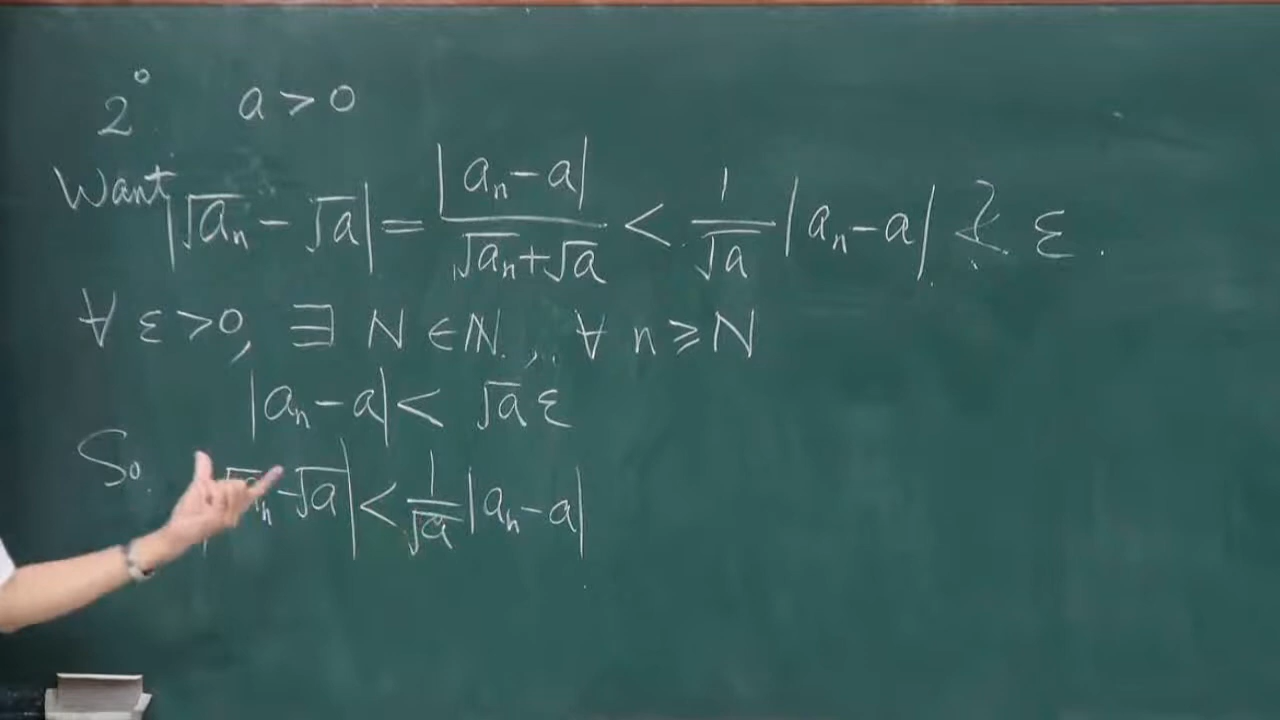 2° a > 0
Want |√aₙ - √a| = |aₙ - a| / (√aₙ + √a) < 1/√a |aₙ - a| <? ε.
∀ ε > 0, ∃ N ∈ ℕ, ∀ n ≥ N
|aₙ - a| < √a ε
So. √aₙ - √a| < 1/√a |aₙ - a|